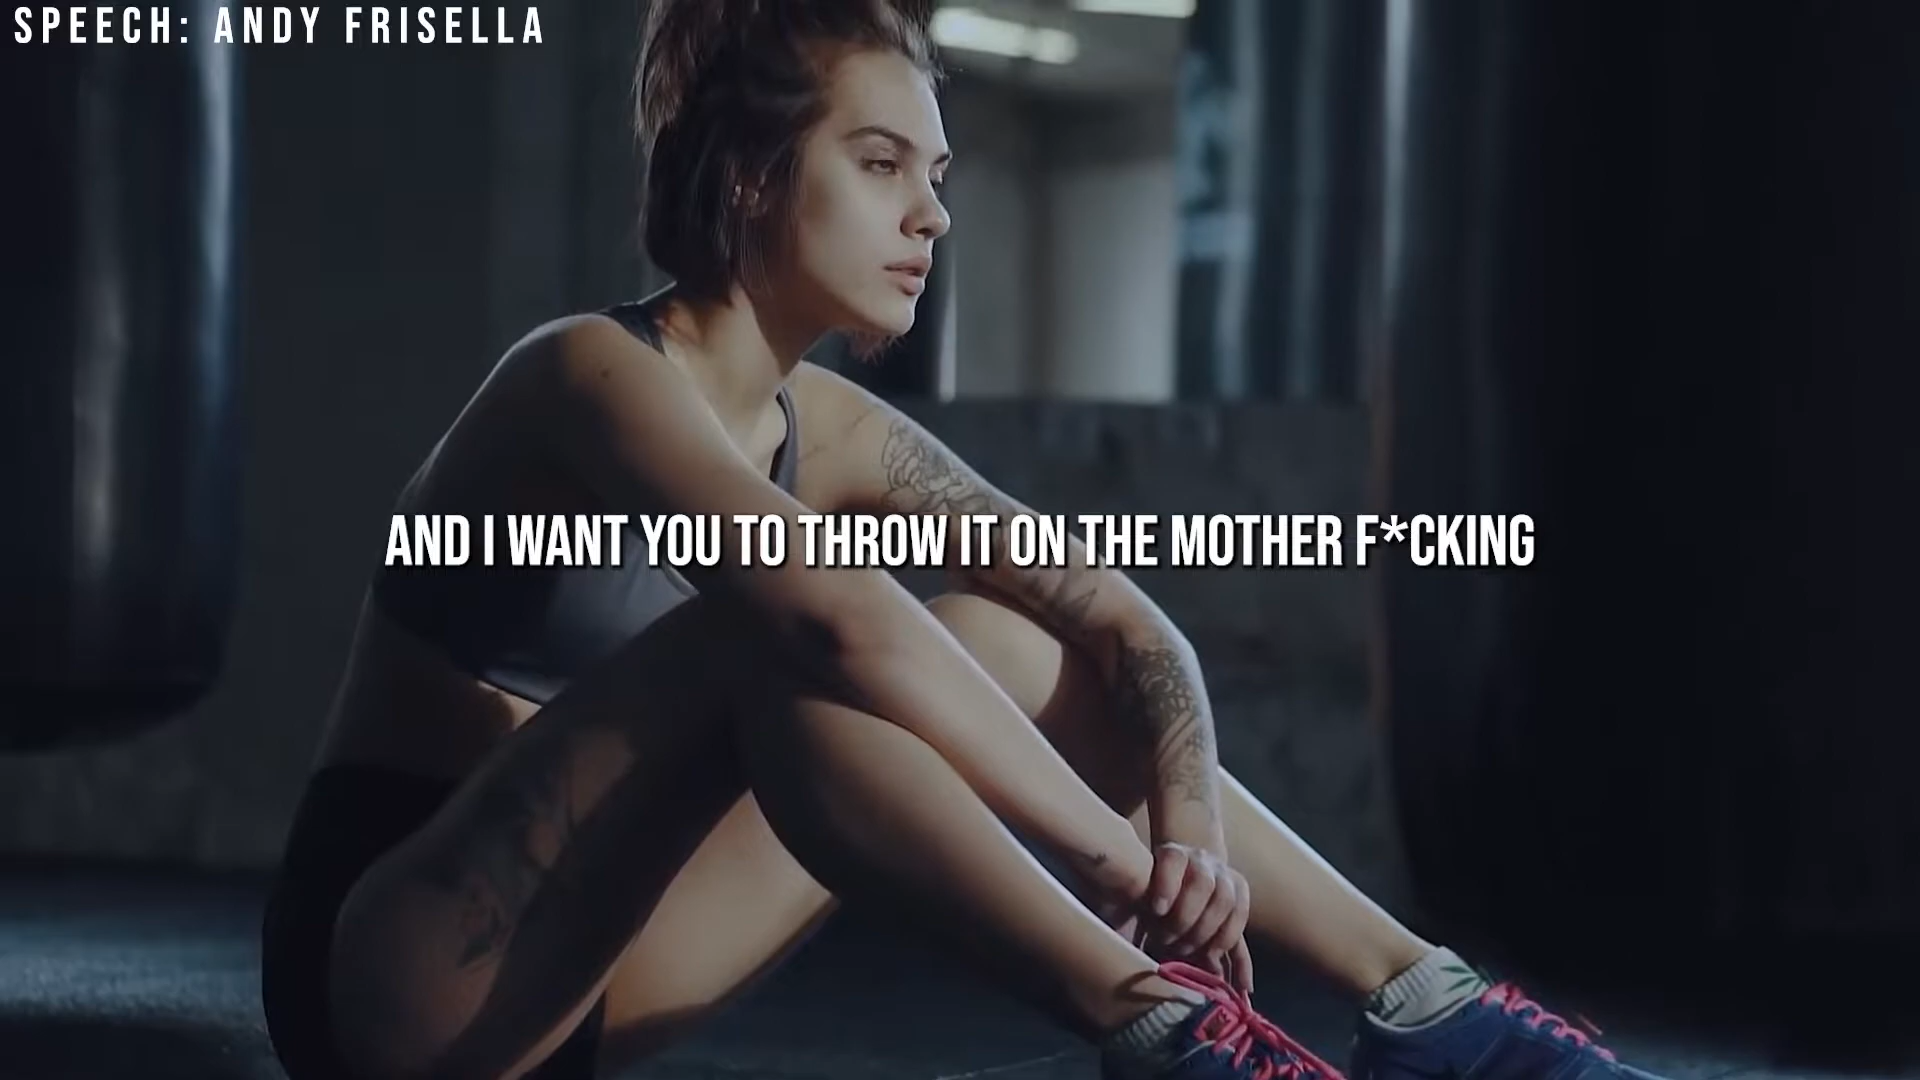 SPEECH: ANDY FRISELLA
AND I WANT YOU TO THROW IT ON THE MOTHER F*CKING